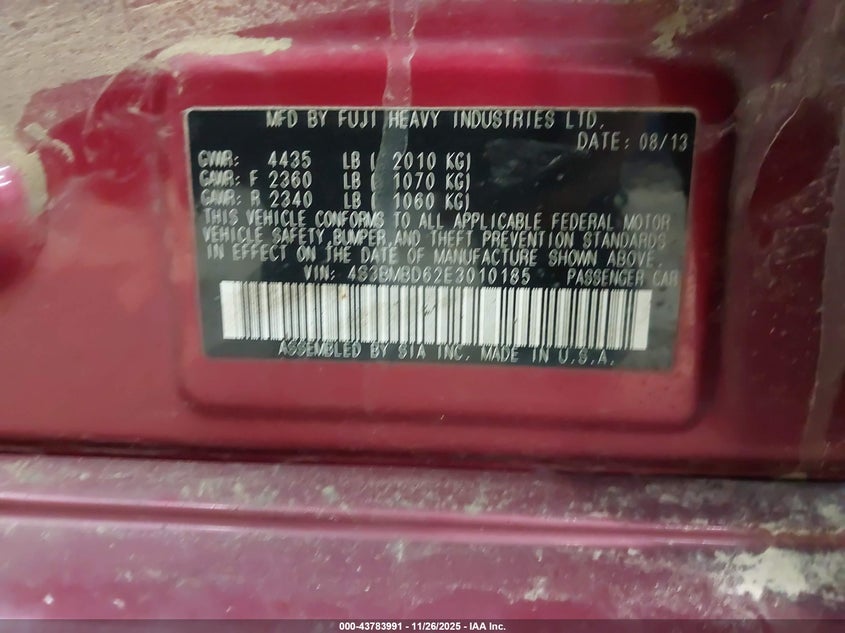 MFD BY FUJI HEAVY INDUSTRIES LTD.
DATE: 08/13
GVWR: 4435 LB ( 2010 KG)
GAWR: F 2360 LB ( 1070 KG)
GAWR: R 2340 LB ( 1060 KG)
THIS VEHICLE CONFORMS TO ALL APPLICABLE FEDERAL MOTOR
VEHICLE SAFETY,BUMPER,AND THEFT PREVENTION STANDARDS
IN EFFECT ON THE DATE OF MANUFACTURE SHOWN ABOVE.
VIN: 4S3BMBD62E3010185 PASSENGER CAR
ASSEMBLED BY SIA INC. MADE IN U.S.A.
000-43783991 - 11/26/2025 - IAA Inc.